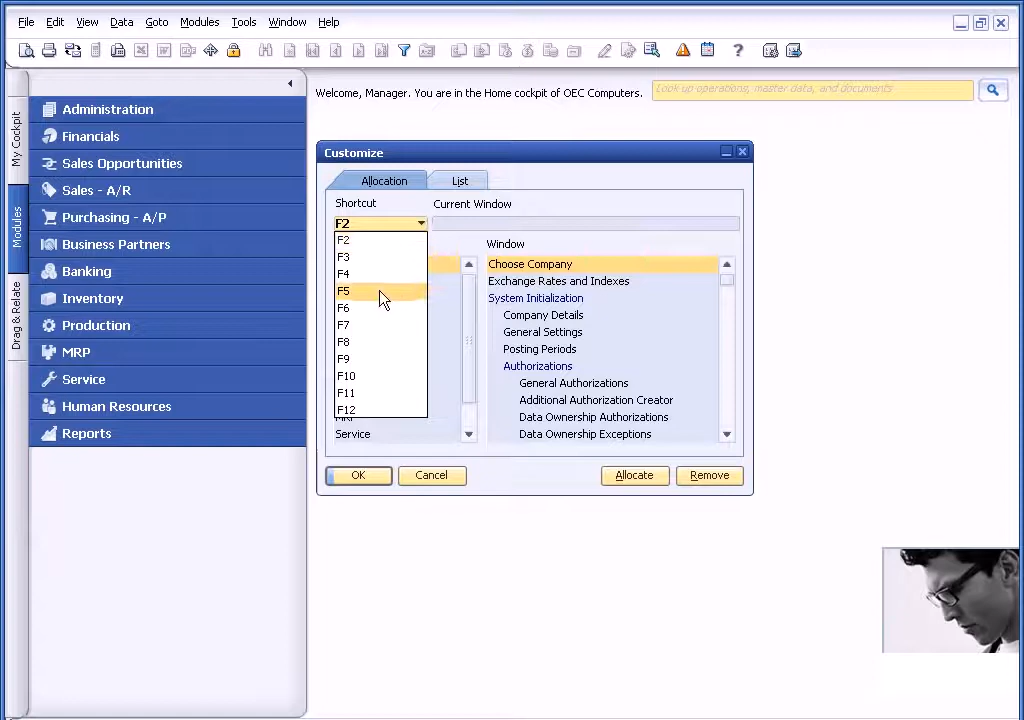 File Edit View Data Goto Modules Tools Window Help
Welcome, Manager. You are in the Home cockpit of OEC Computers.
Look up operations, master data, and documents
My Cockpit
Modules
Drag & Relate
Administration
Financials
Sales Opportunities
Sales - A/R
Purchasing - A/P
Business Partners
Banking
Inventory
Production
MRP
Service
Human Resources
Reports
Customize
Allocation List
Shortcut Current Window
F2
F2
F3
F4
F5
F6
F7
F8
F9
F10
F11
F12
MRP
Service
Window
Choose Company
Exchange Rates and Indexes
System Initialization
Company Details
General Settings
Posting Periods
Authorizations
General Authorizations
Additional Authorization Creator
Data Ownership Authorizations
Data Ownership Exceptions
OK Cancel Allocate Remove